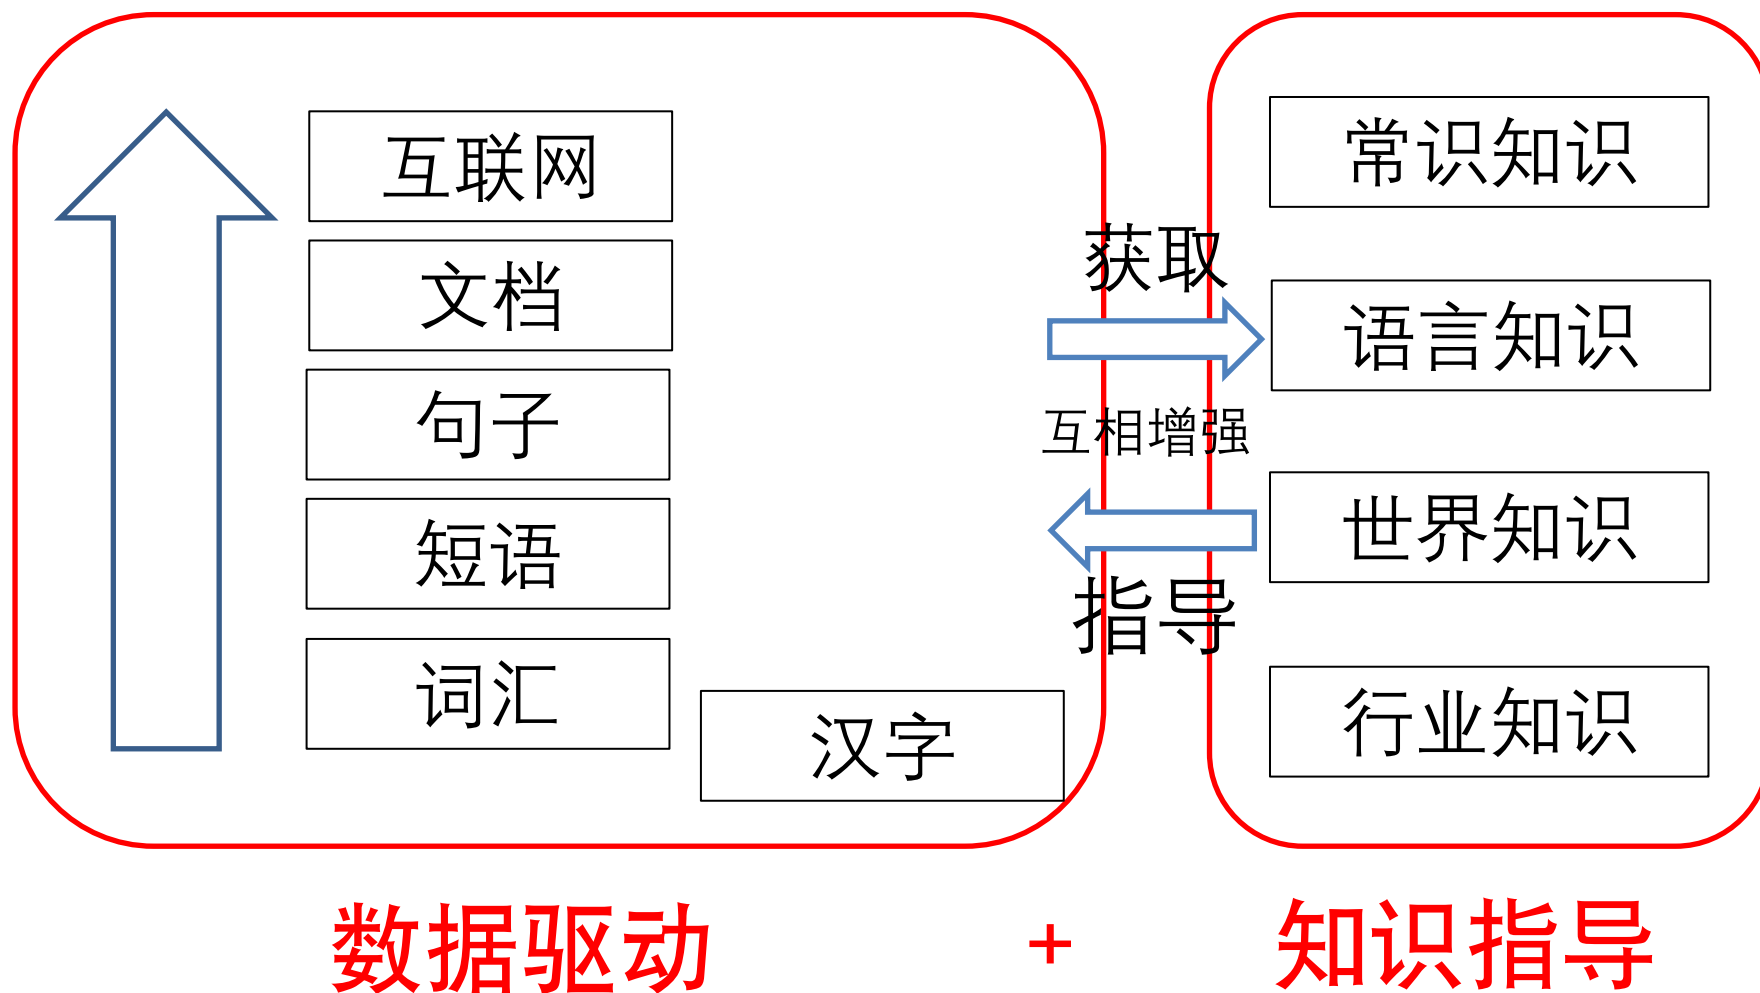 互联网
文档
句子
短语
词汇
汉字
获取
互相增强
指导
常识知识
语言知识
世界知识
行业知识
数据驱动 + 知识指导